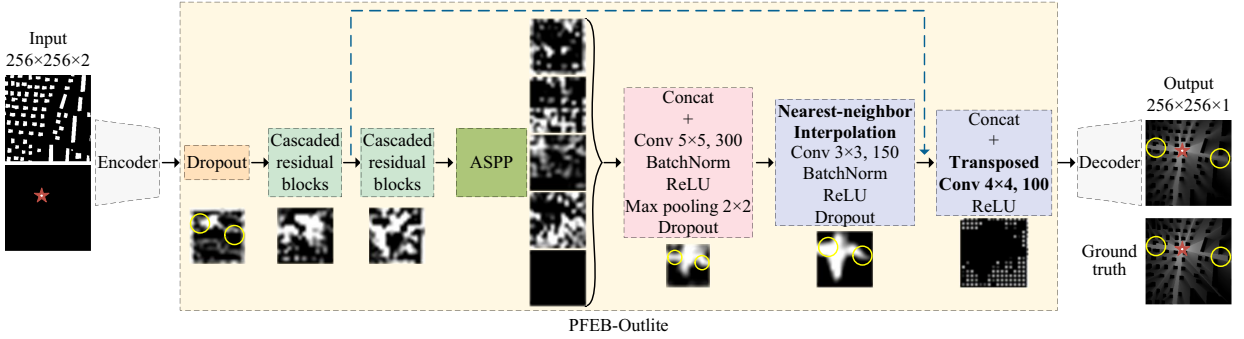 Input
256×256×2
Encoder
Dropout
Cascaded
residual
blocks
Cascaded
residual
blocks
ASPP
Concat
+
Conv 5×5, 300
BatchNorm
ReLU
Max pooling 2×2
Dropout
Nearest-neighbor
Interpolation
Conv 3×3, 150
BatchNorm
ReLU
Dropout
Concat
+
Transposed
Conv 4×4, 100
ReLU
Decoder
Output
256×256×1
Ground
truth
PFEB-Outlite